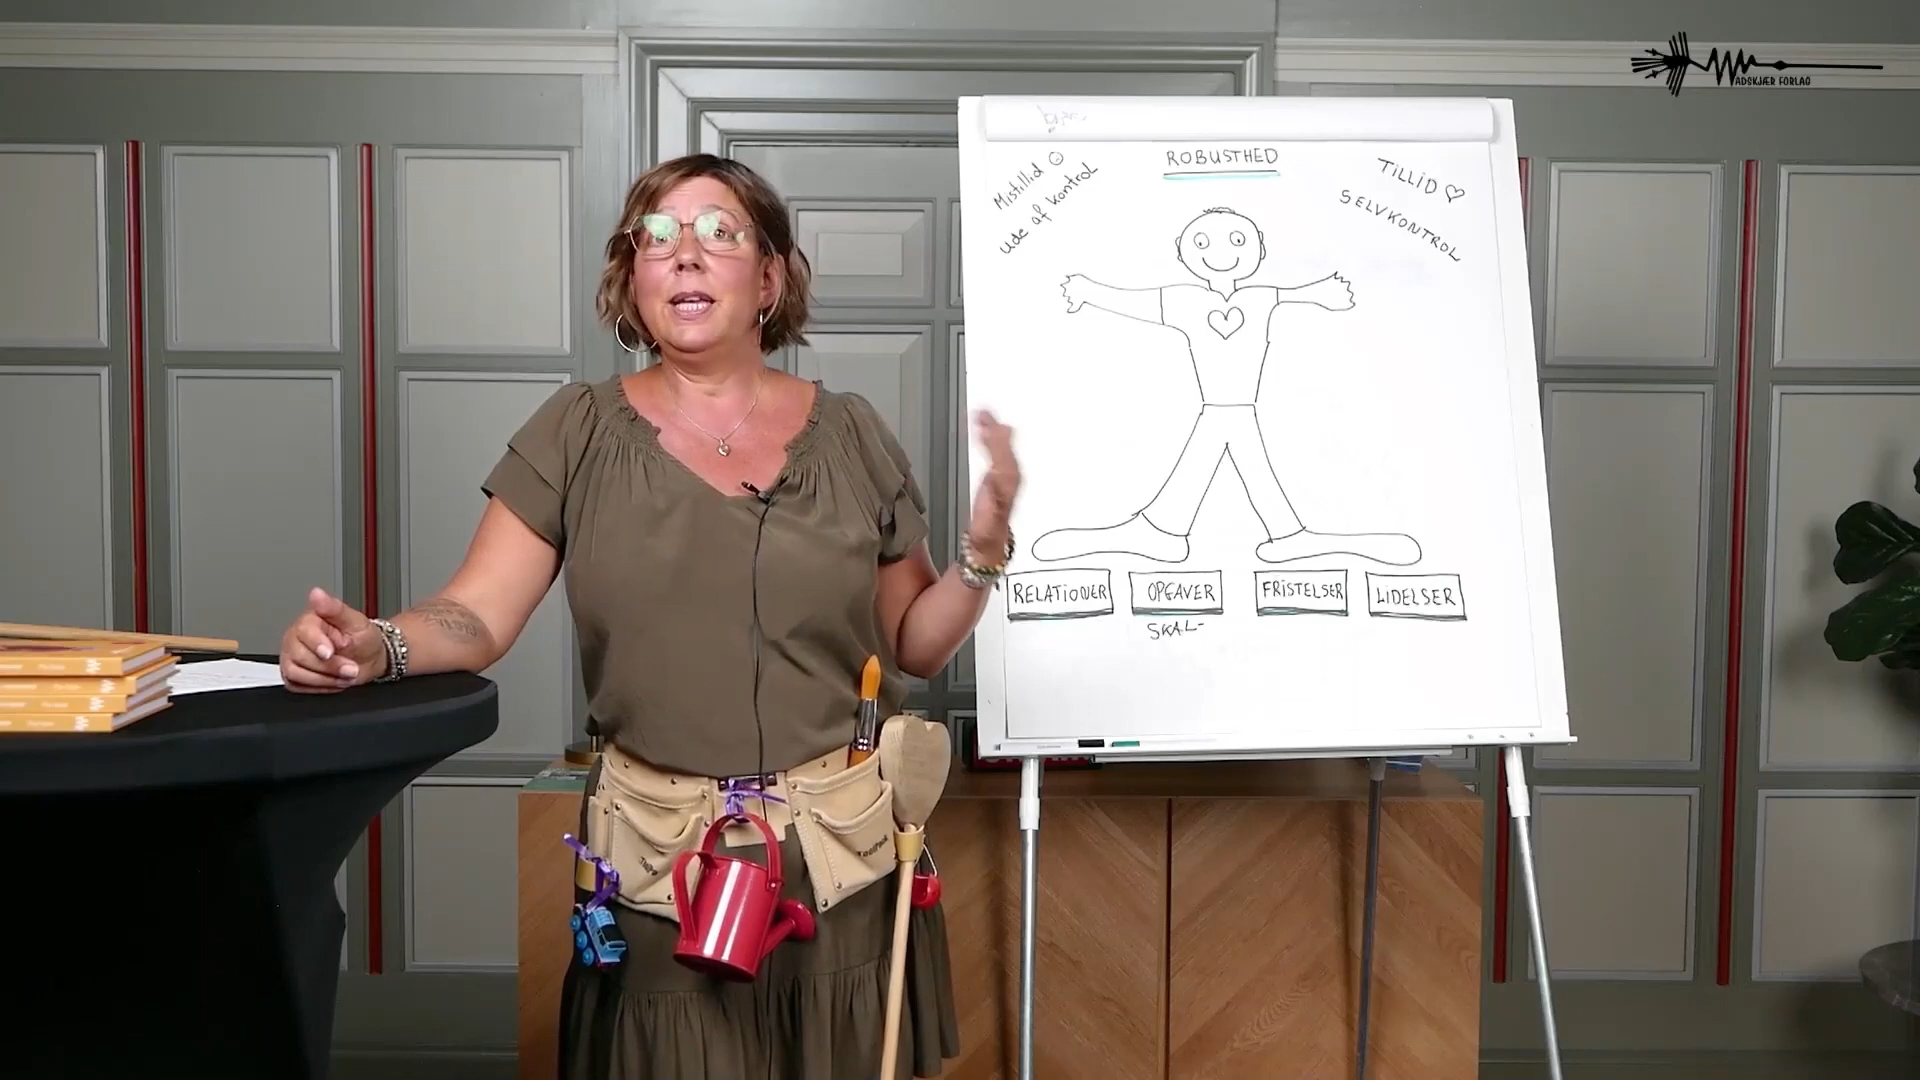 ADSKJÆR FORLAG
ROBUSTHED
Mistillid
ude af kontrol
TILLID
SELVKONTROL
RELATIONER
OPGAVER
FRISTELSER
LIDELSER
SKAL-